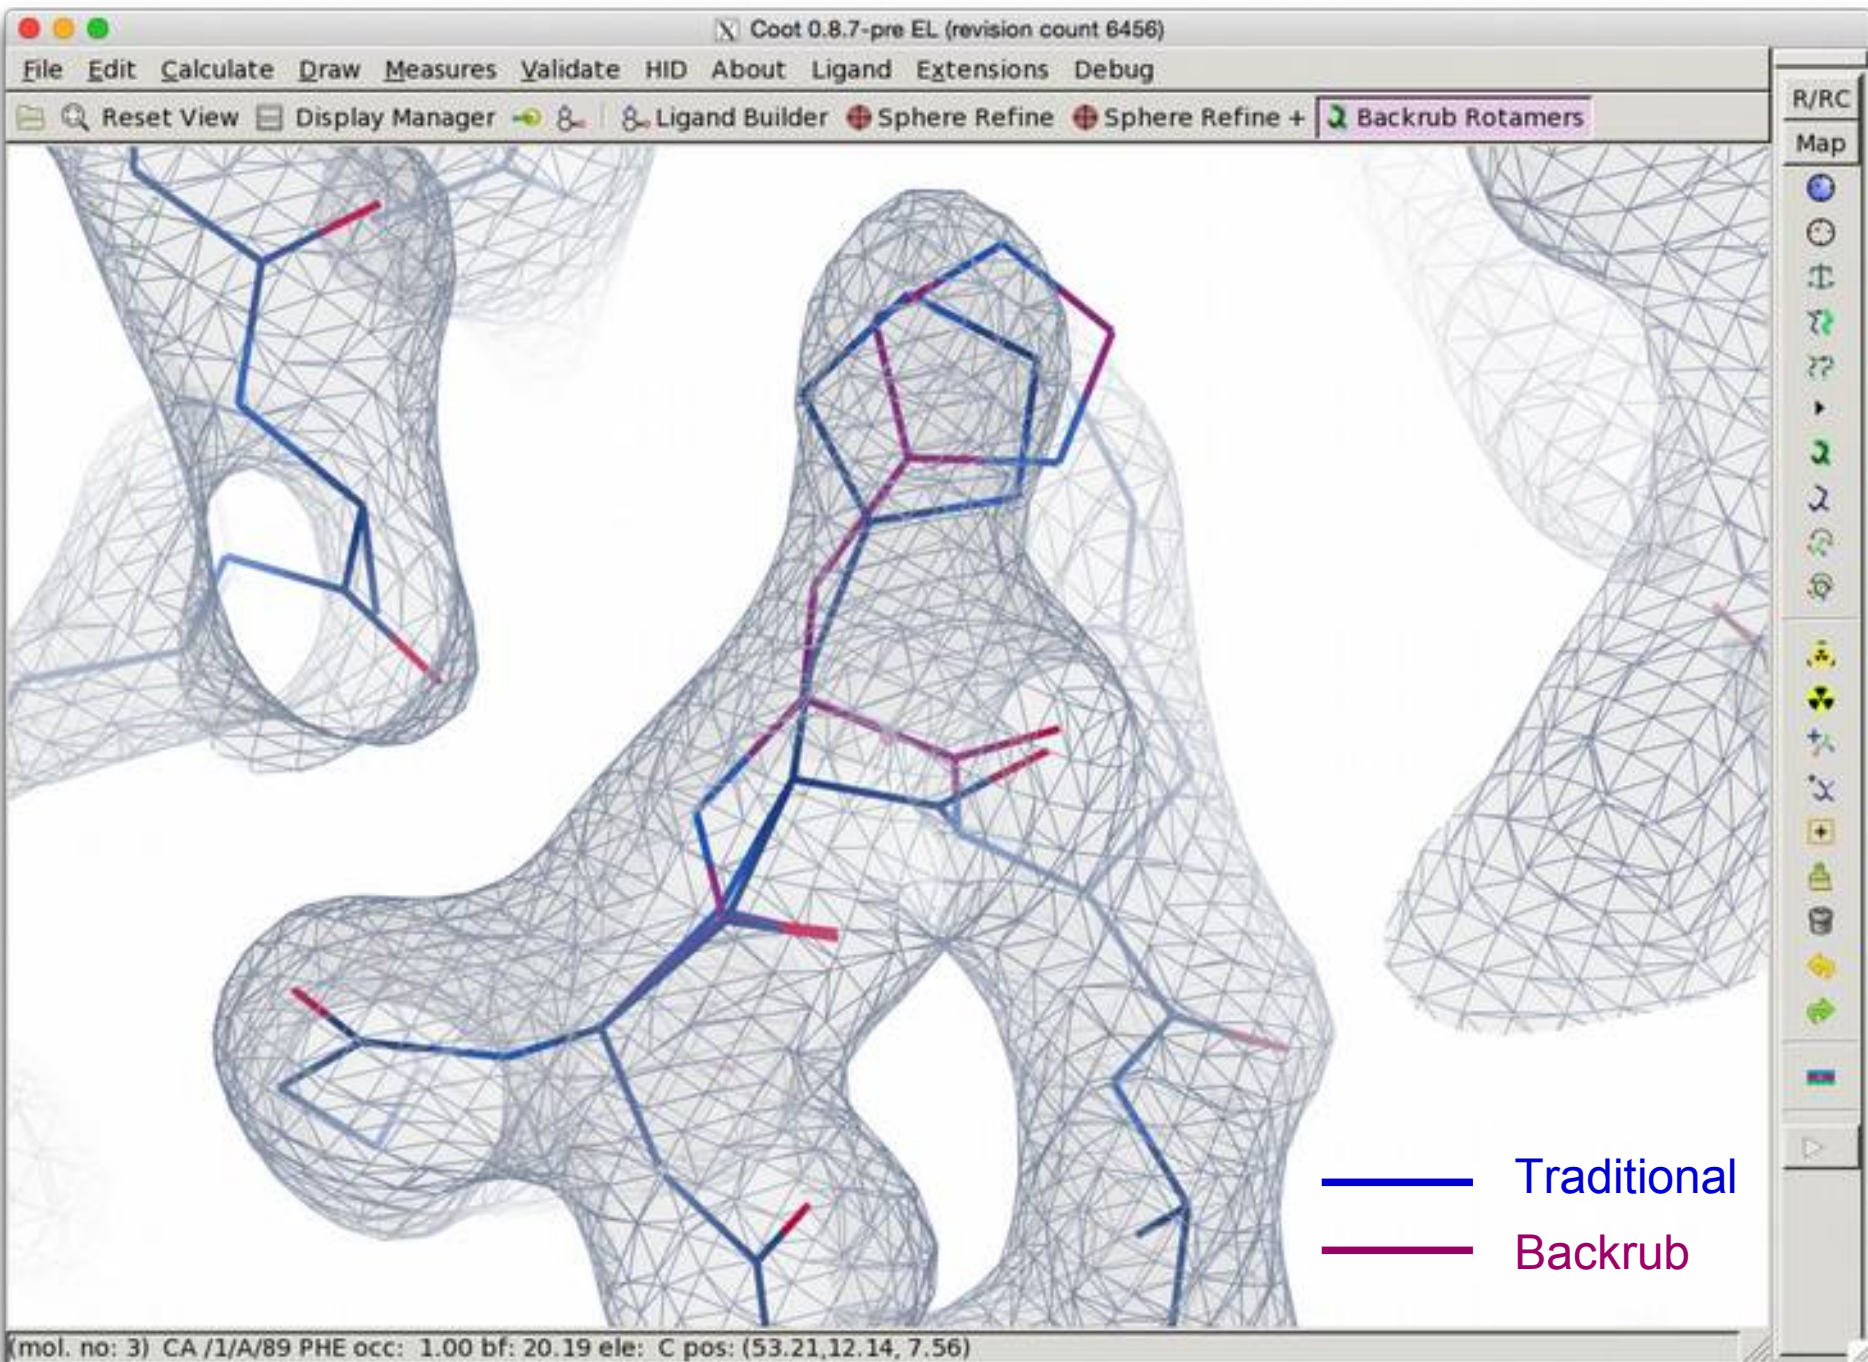 Coot 0.8.7-pre EL (revision count 6456)
File Edit Calculate Draw Measures Validate HID About Ligand Extensions Debug
R/RC
Reset View Display Manager Ligand Builder Sphere Refine Sphere Refine + Backrub Rotamers
Map
Traditional
Backrub
(mol. no: 3) CA /1/A/89 PHE occ: 1.00 bf: 20.19 ele: C pos: (53.21,12.14, 7.56)